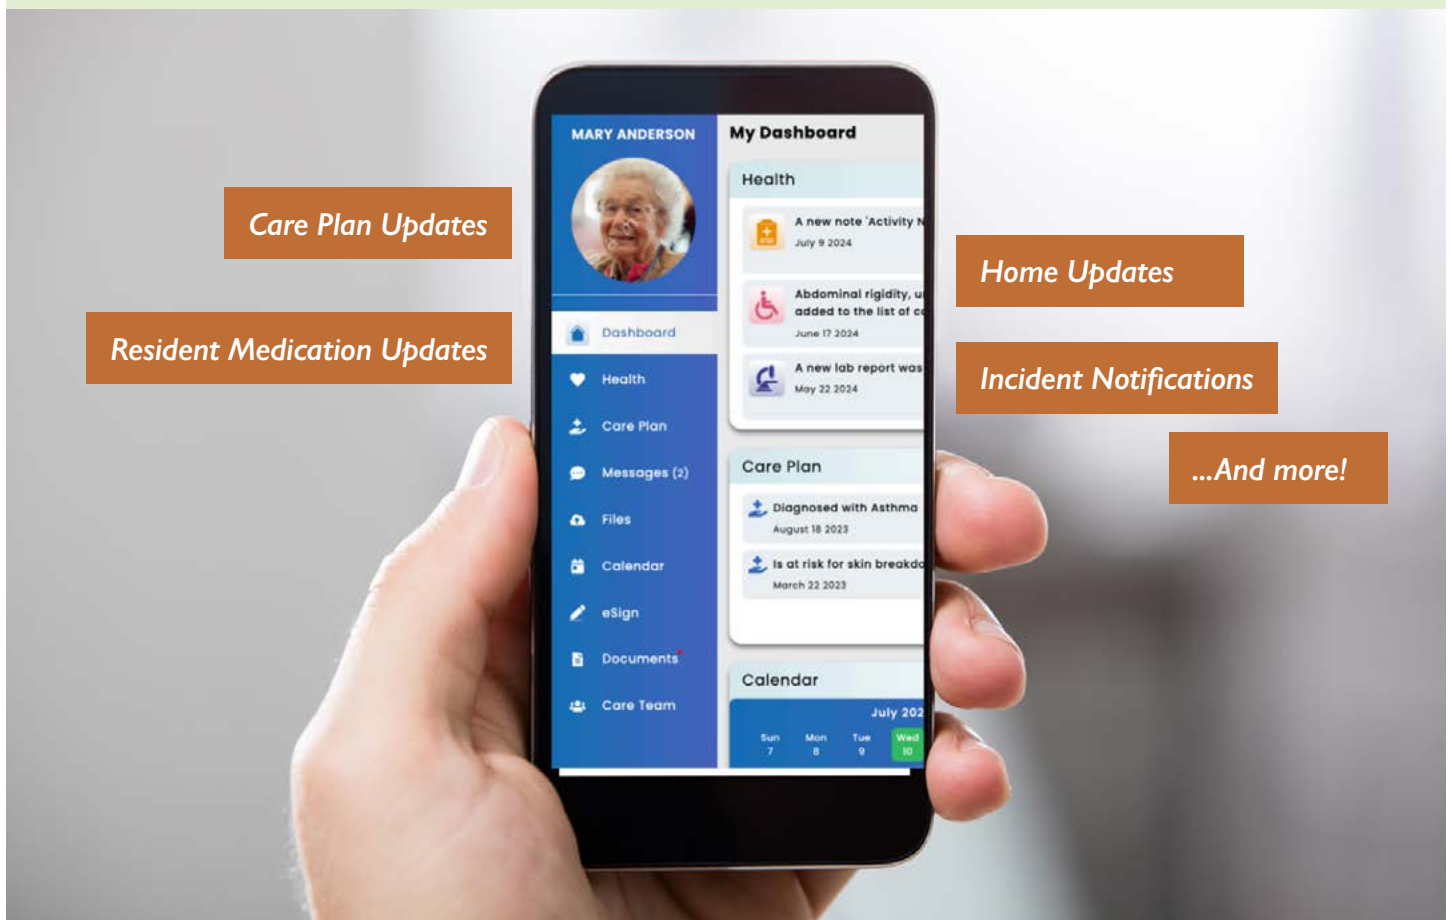 Care Plan Updates
Resident Medication Updates
MARY ANDERSON
Dashboard
Health
Care Plan
Messages (2)
Files
Calendar
eSign
Documents
Care Team
My Dashboard
Health
A new note 'Activity N
July 9 2024
Abdominal rigidity,
added to the list of
June 17 2024
A new lab report was
May 22 2024
Care Plan
Diagnosed with Asthma
August 18 2023
Is at risk for skin
March 22 2023
Calendar
July
Sun Mon Tue Wed
7 8 9 10
Home Updates
Incident Notifications
...And more!